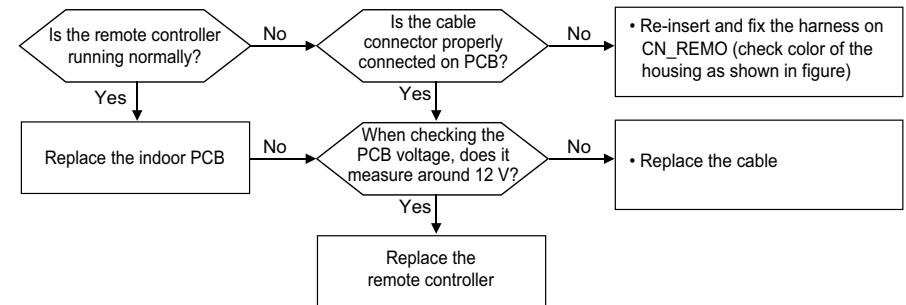 Is the remote controller
running normally?
No
Is the cable
connector properly
connected on PCB?
No
• Re-insert and fix the harness on
CN_REMO (check color of the
housing as shown in figure)
Yes
Yes
Replace the indoor PCB
No
When checking the
PCB voltage, does it
measure around 12 V?
No
• Replace the cable
Yes
Replace the
remote controller